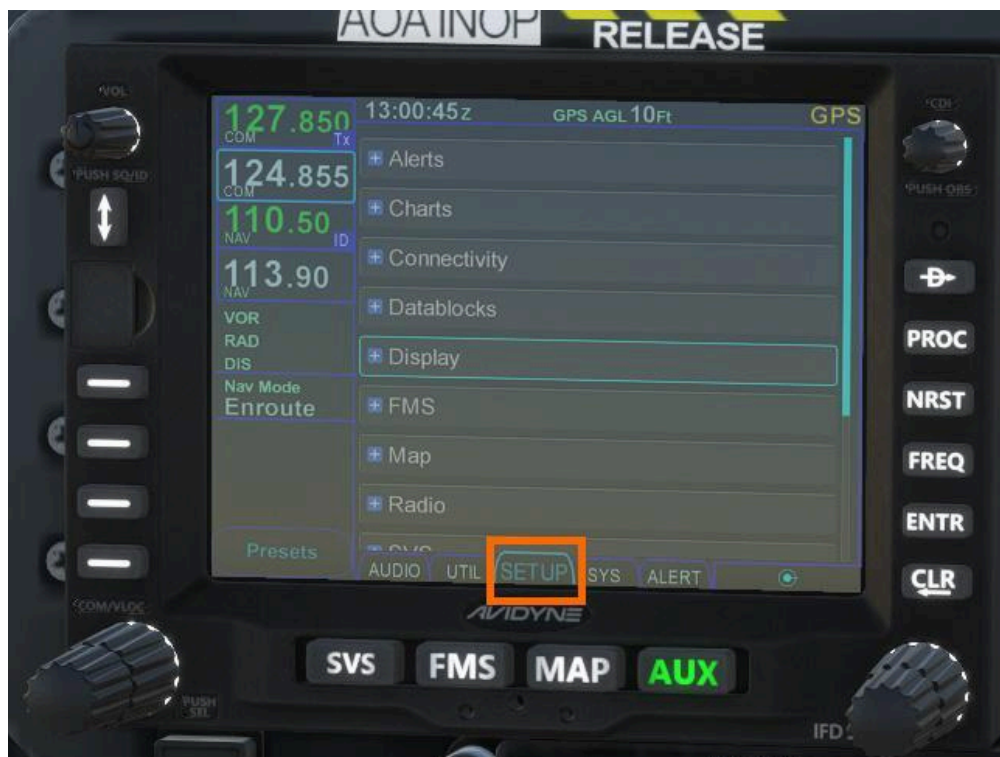 AOA INOP
RELEASE
VOL
PUSH SQ/ID
127.850
COM
Tx
124.855
COM
110.50
NAV
ID
113.90
NAV
VOR
RAD
DIS
Nav Mode
Enroute
Presets
13:00:45Z
GPS AGL 10FT
GPS
Alerts
Charts
Connectivity
Datablocks
Display
FMS
Map
Radio
AUDIO
UTIL
SETUP
SYS
ALERT
CDI
PUSH OBS
D
PROC
NRST
FREQ
ENTR
CLR
COM/VLOC
PUSH
SEL
AVIDYNE
SVS
FMS
MAP
AUX
IFD